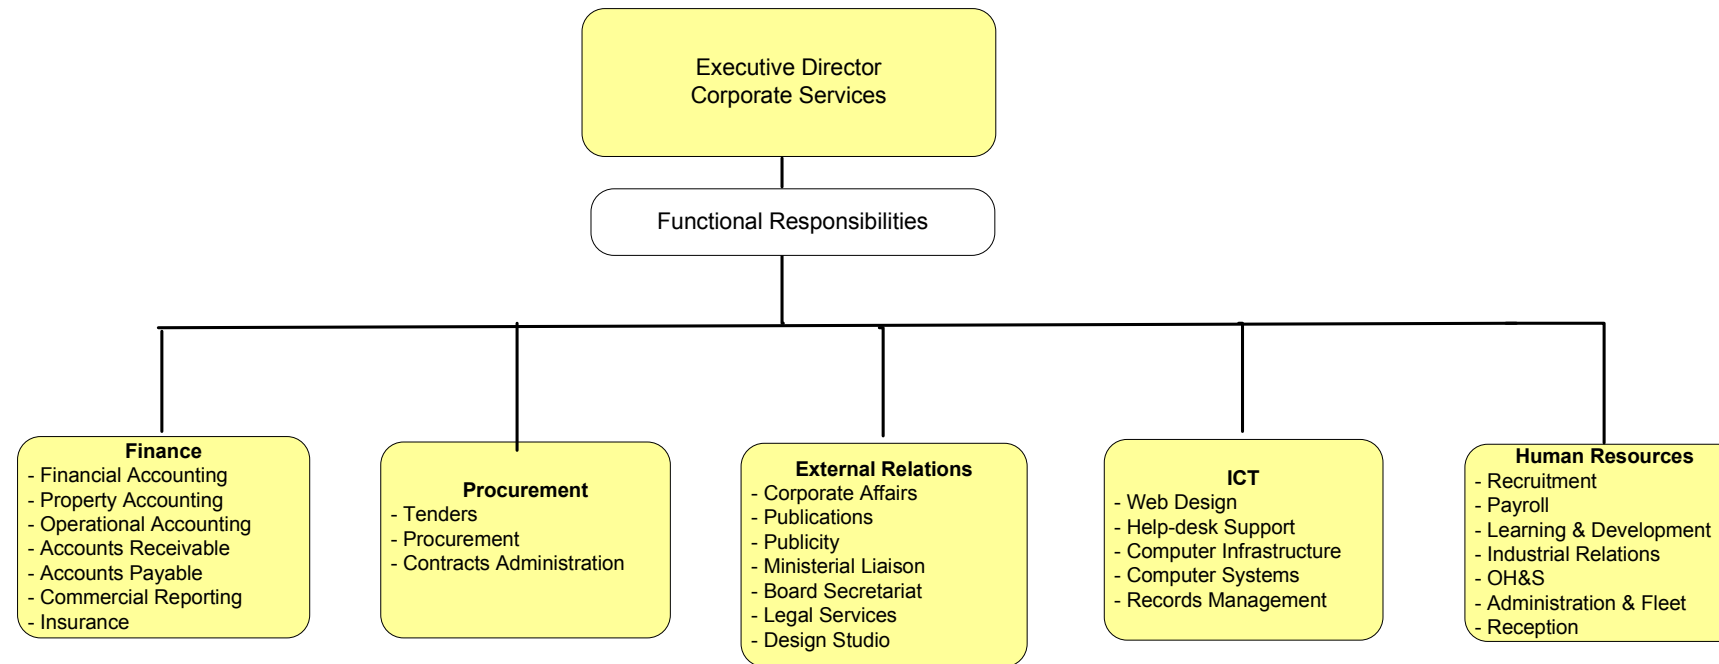 Executive Director
Corporate Services
Functional Responsibilities
Finance
- Financial Accounting
- Property Accounting
- Operational Accounting
- Accounts Receivable
- Accounts Payable
- Commercial Reporting
- Insurance
Procurement
- Tenders
- Procurement
- Contracts Administration
External Relations
- Corporate Affairs
- Publications
- Publicity
- Ministerial Liaison
- Board Secretariat
- Legal Services
- Design Studio
ICT
- Web Design
- Help-desk Support
- Computer Infrastructure
- Computer Systems
- Records Management
Human Resources
- Recruitment
- Payroll
- Learning & Development
- Industrial Relations
- OH&S
- Administration & Fleet
- Reception